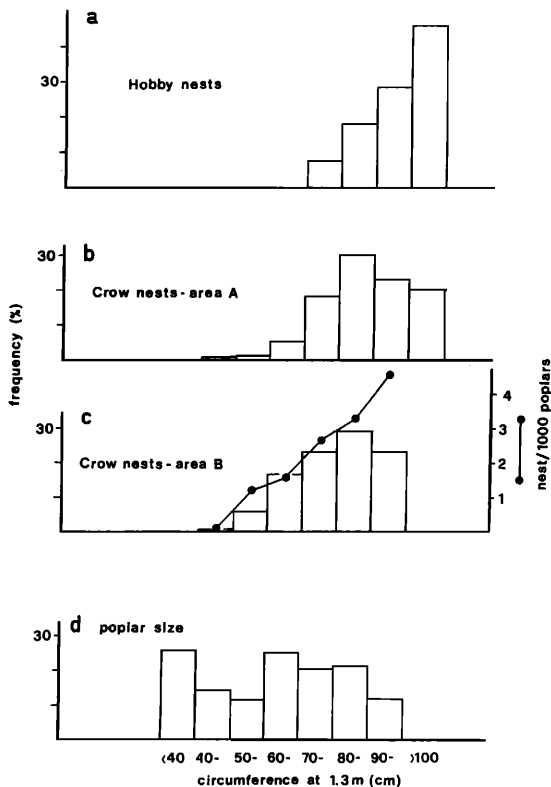 a
30
Hobby nests
b
30
Crow nests - area A
frequency (%)
c
30
Crow nests - area B
4
3
2
1
nest/1000 poplars
d
poplar size
30
‹40 40- 50- 60- 70- 80- 90- ›100
circumference at 1.3 m (cm)